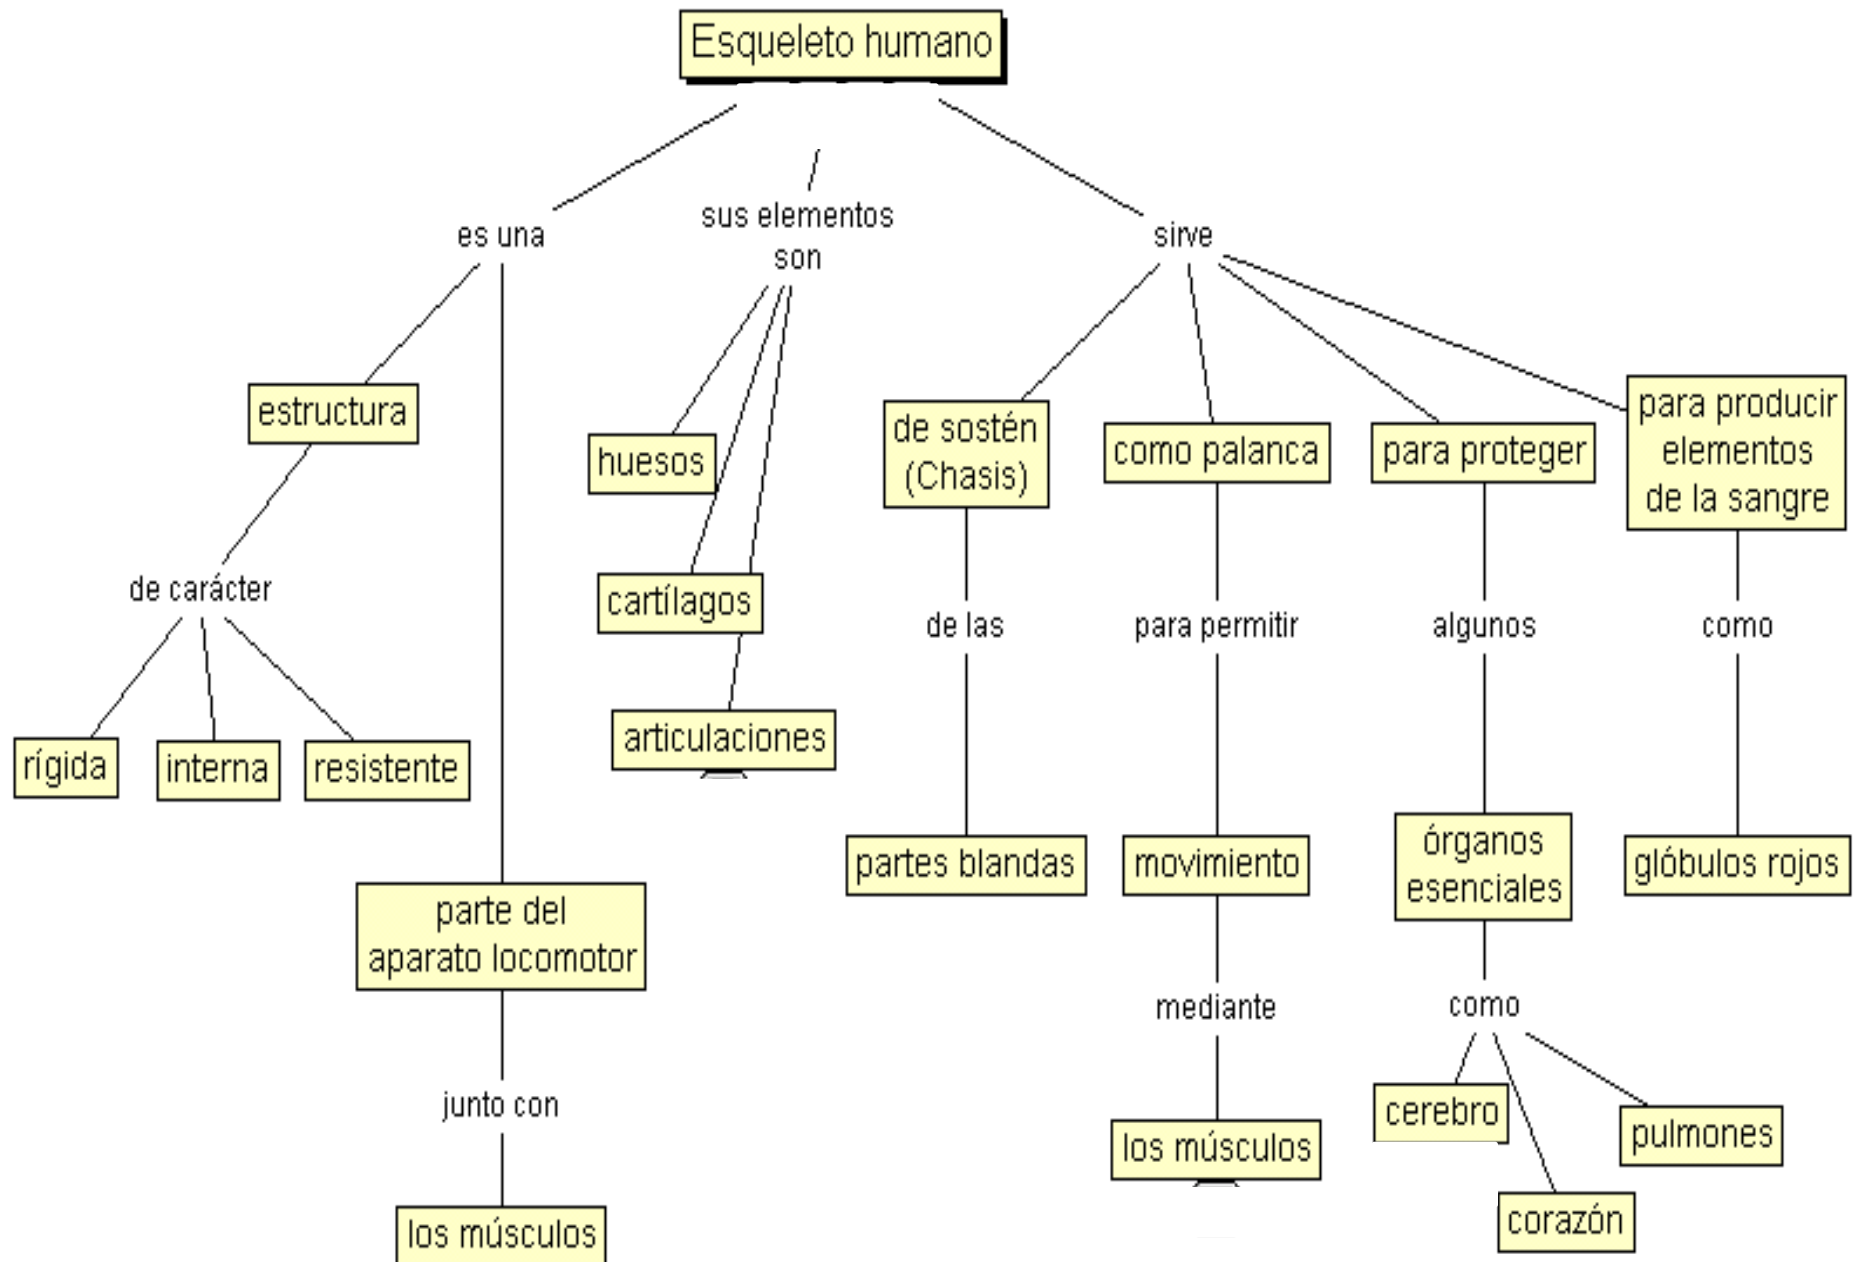 Esqueleto humano
es una
sus elementos
son
sirve
estructura
huesos
de sostén
(Chasis)
como palanca
para proteger
para producir
elementos
de la sangre
de carácter
cartílagos
de las
para permitir
algunos
como
rígida
interna
resistente
articulaciones
partes blandas
movimiento
órganos
esenciales
glóbulos rojos
parte del
aparato locomotor
mediante
como
junto con
cerebro
pulmones
los músculos
corazón
los músculos